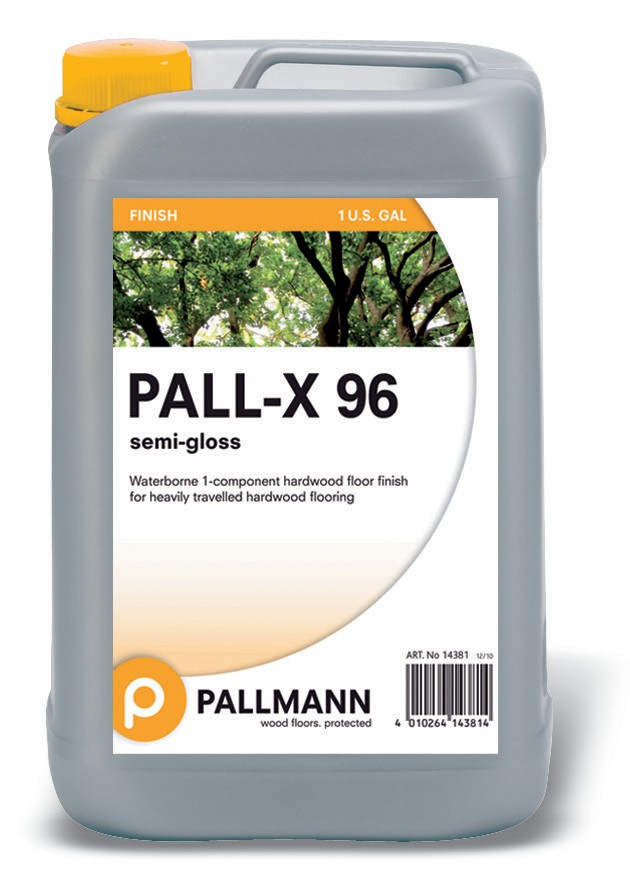 FINISH 1 U.S. GAL
PALL-X 96
semi-gloss
Waterborne 1-component hardwood floor finish
for heavily travelled hardwood flooring
ART. No 14381 12/10
4 010264 143814
p PALLMANN
wood floors. protected